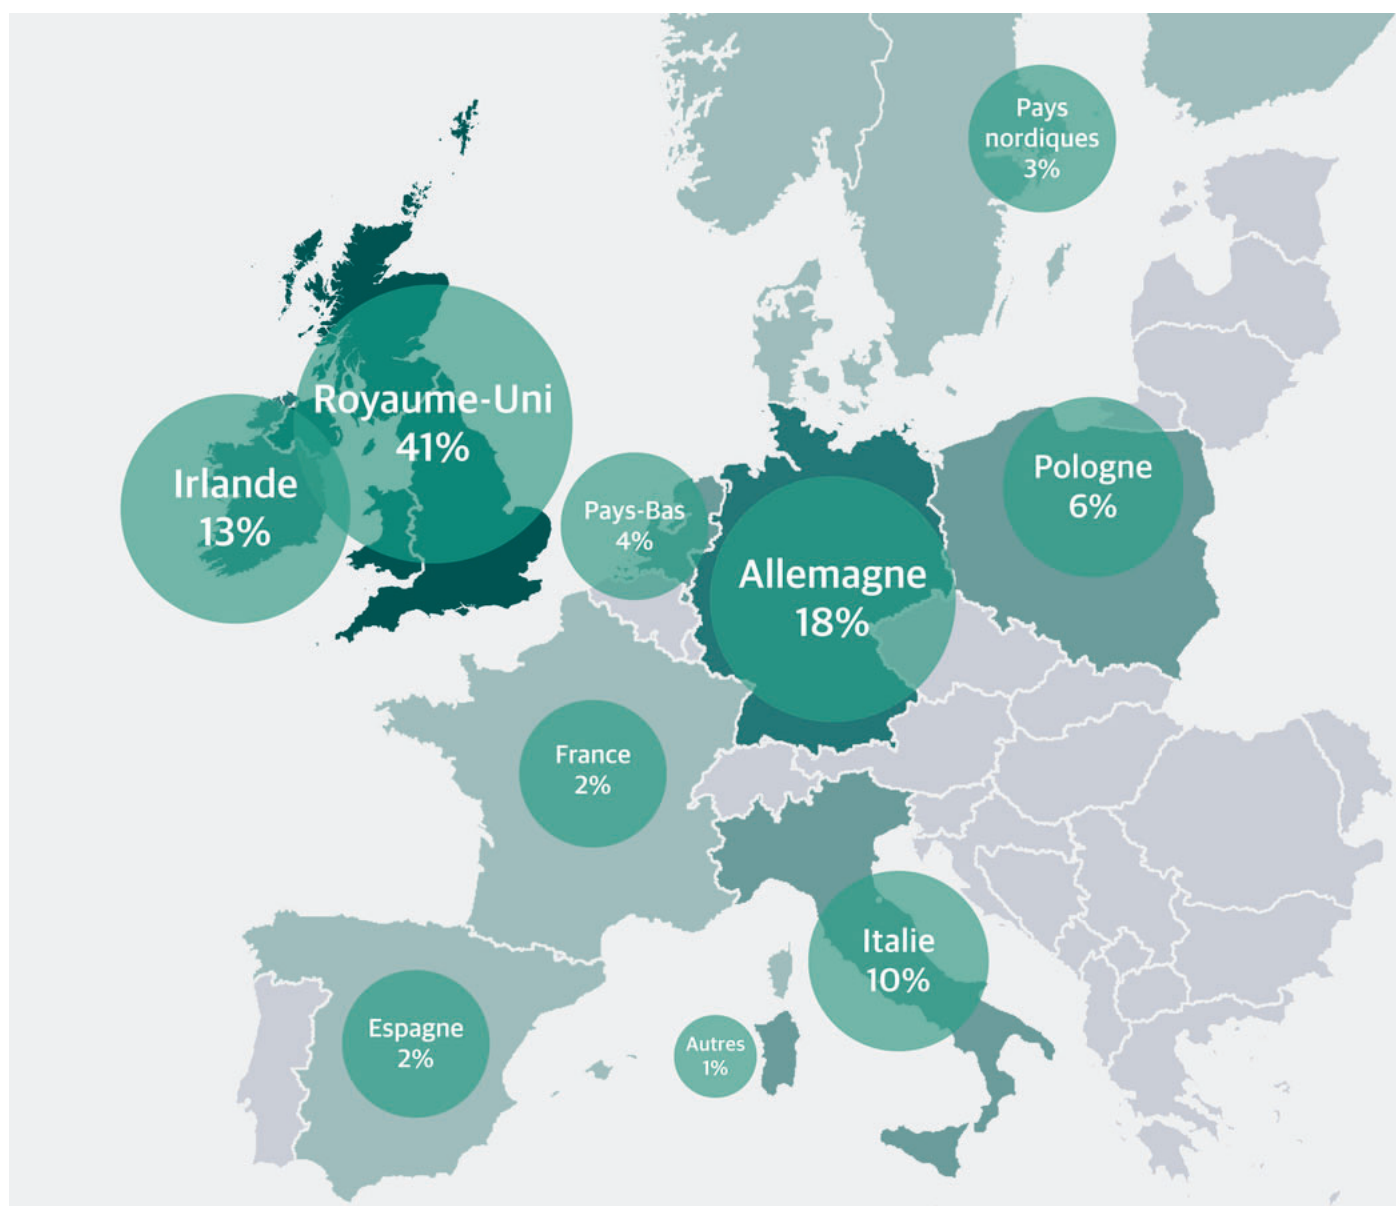 Pays
nordiques
3%
Royaume-Uni
41%
Irlande
13%
Pays-Bas
4%
Pologne
6%
Allemagne
18%
France
2%
Italie
10%
Espagne
2%
Autres
1%